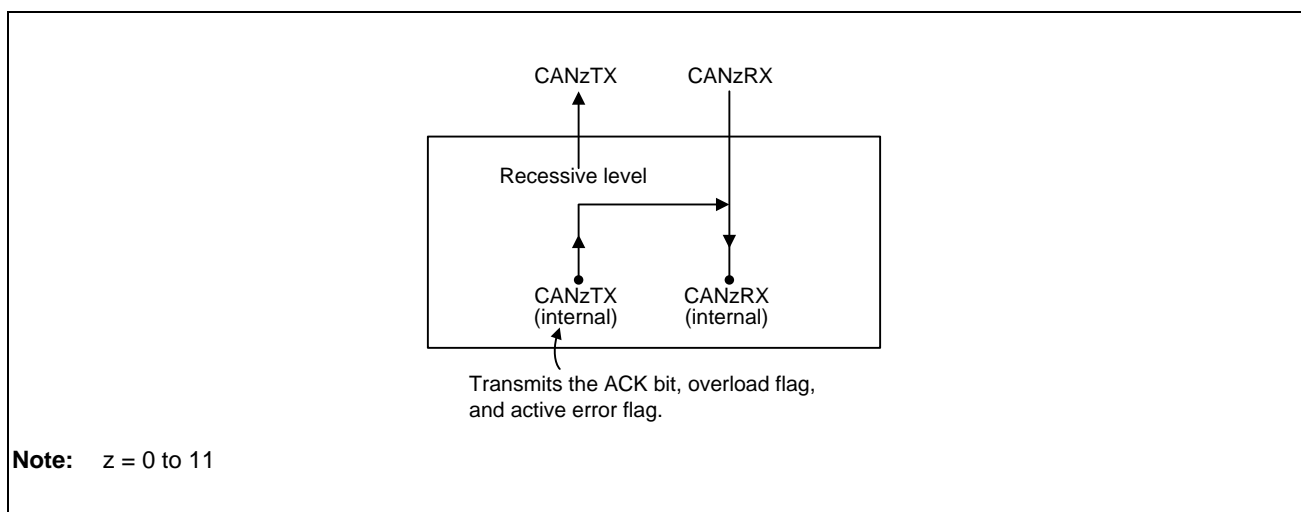 CANzTX CANzRX
Recessive level
CANzTX CANzRX
(internal) (internal)
Transmits the ACK bit, overload flag,
and active error flag.
Note: z = 0 to 11